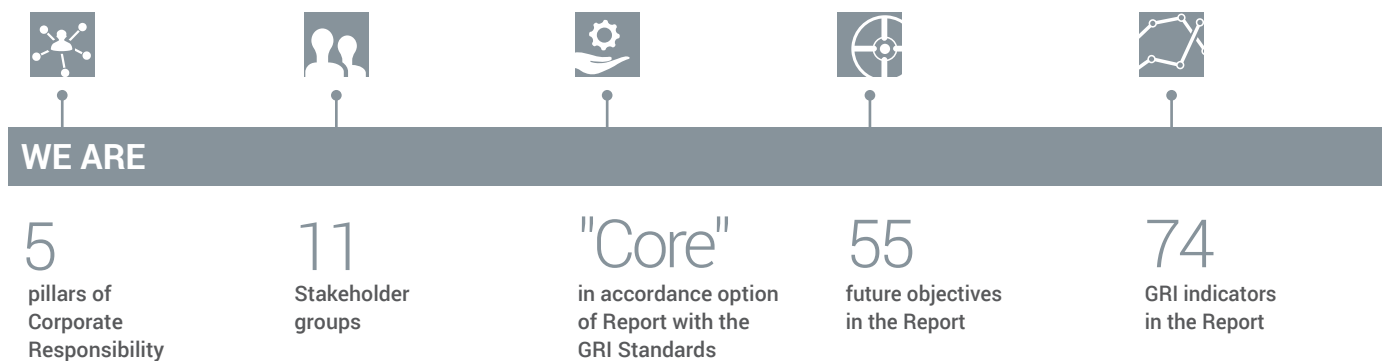 WE ARE
5
pillars of
Corporate
Responsibility
11
Stakeholder
groups
"Core"
in accordance option
of Report with the
GRI Standards
55
future objectives
in the Report
74
GRI indicators
in the Report